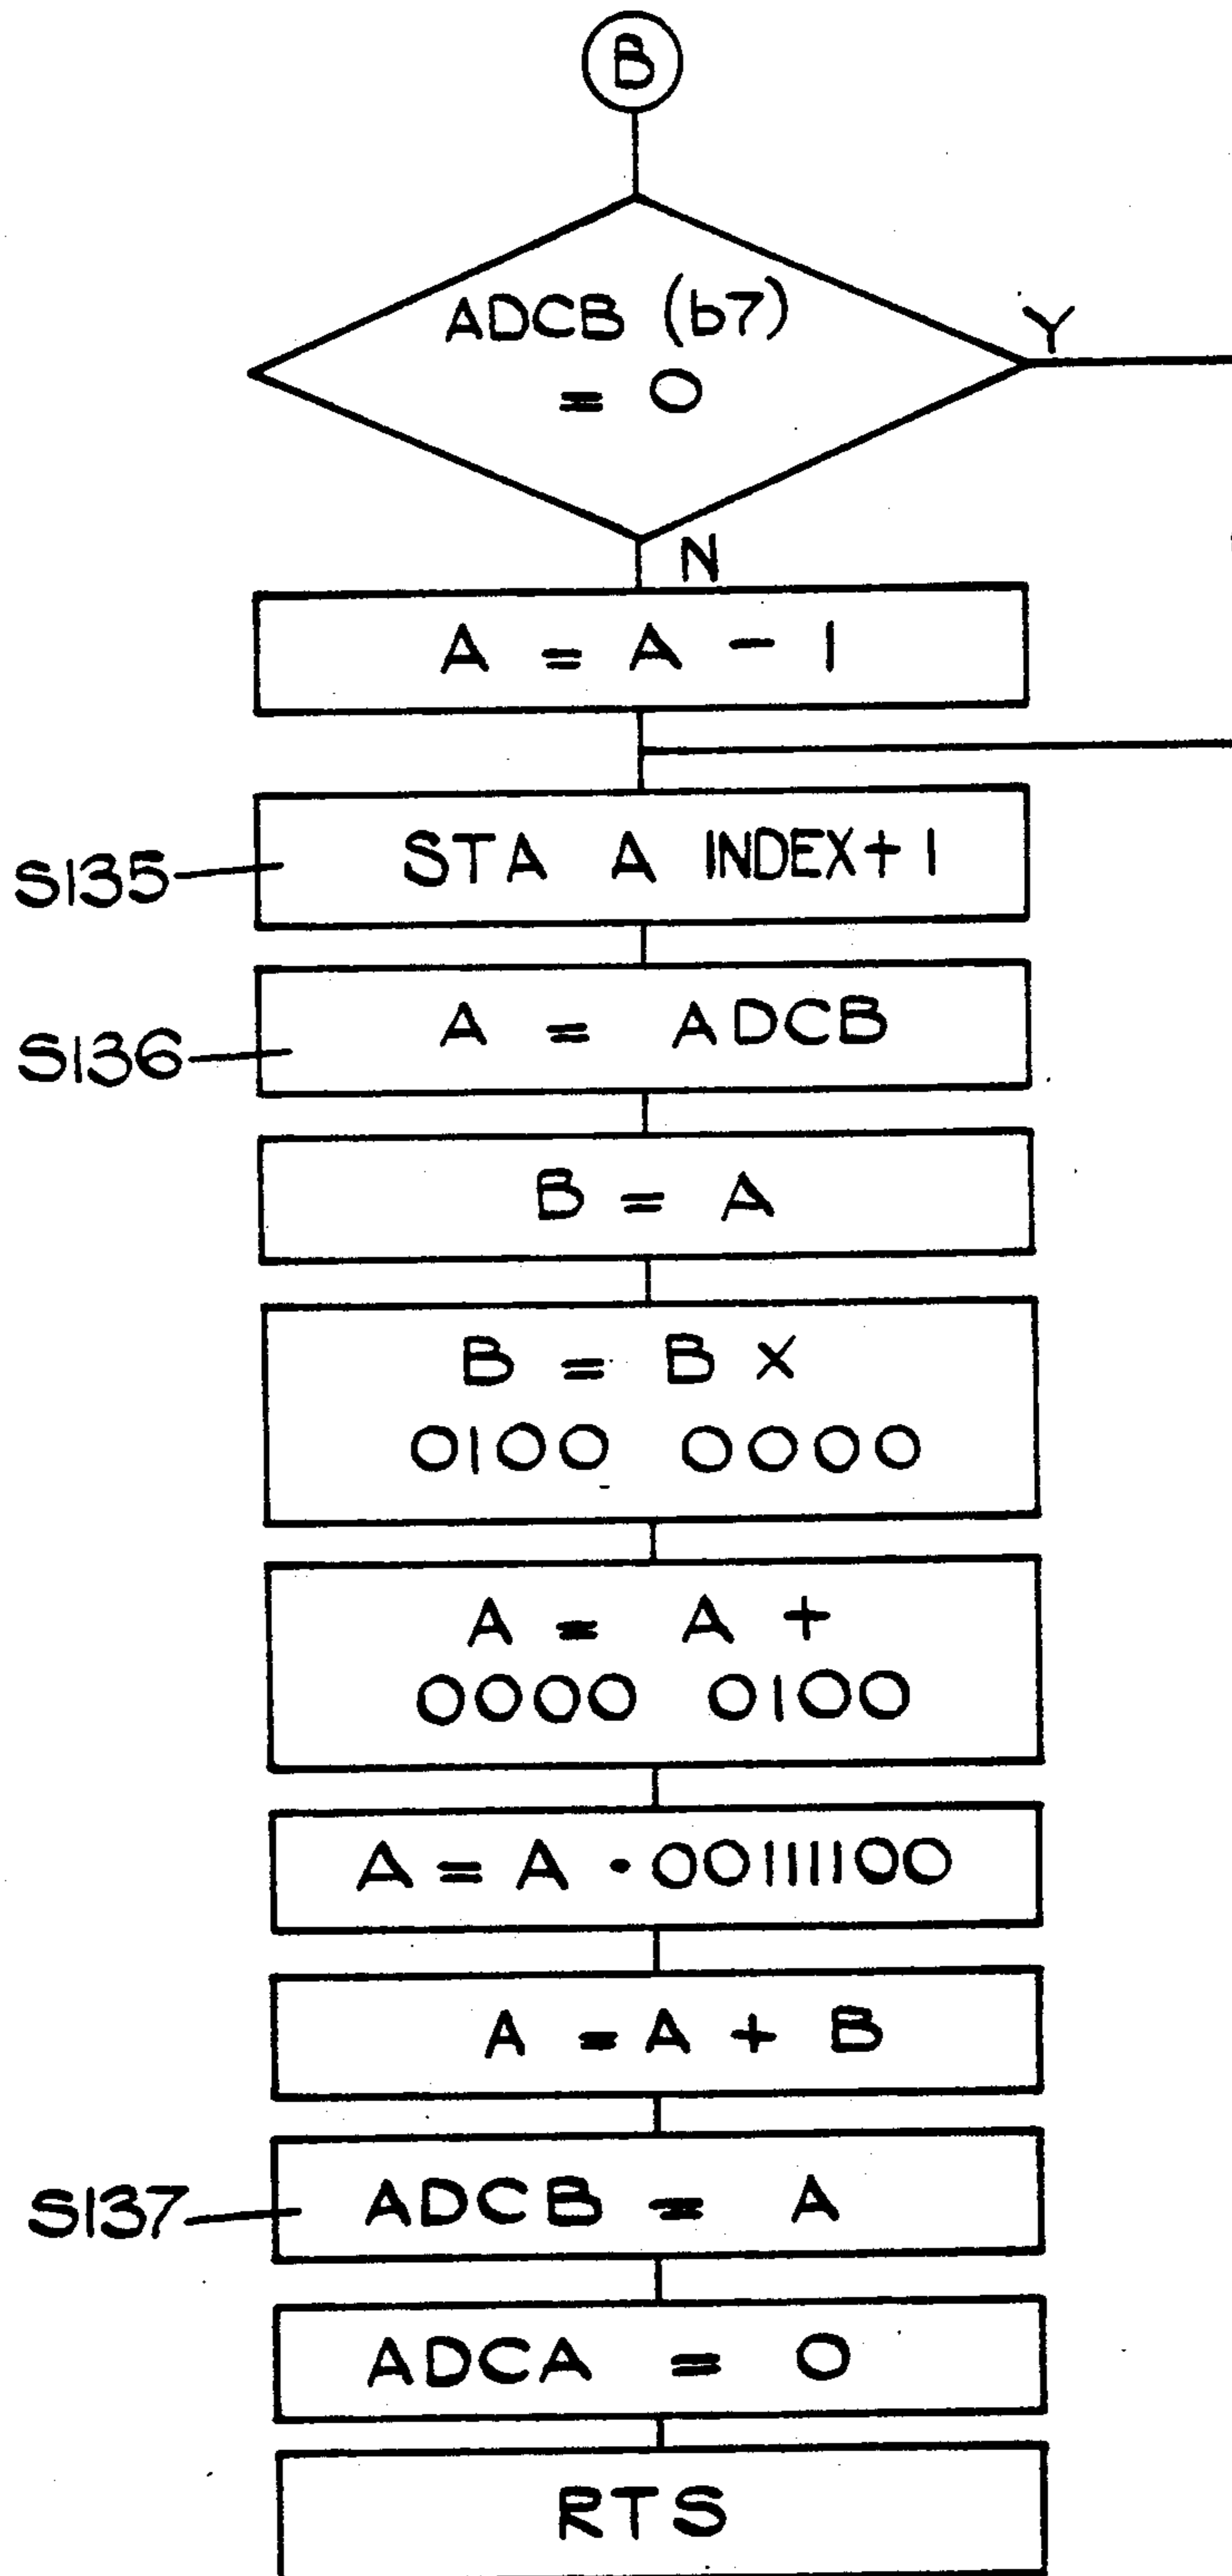 B
ADCB (b7)
= 0
Y
N
A = A - 1
S135
STA A INDEX+1
S136
A = ADCB
B = A
B = B ×
0100 0000
A = A +
0000 0100
A = A · 00111100
A = A + B
S137
ADCB = A
ADCA = 0
RTS